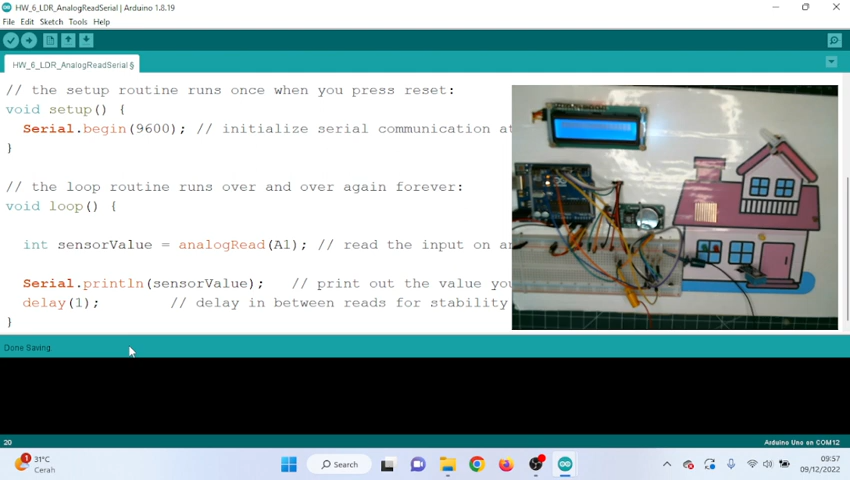 HW_6_LDR_AnalogReadSerial | Arduino 1.8.19
File Edit Sketch Tools Help
HW_6_LDR_AnalogReadSerial §
// the setup routine runs once when you press reset:
void setup() {
Serial.begin(9600); // initialize serial communication at
}
// the loop routine runs over and over again forever:
void loop() {
int sensorValue = analogRead(A1); // read the input on an
Serial.println(sensorValue); // print out the value you
delay(1); // delay in between reads for stability
}
Done Saving.
20
Arduino Uno on COM12
1
31°C
Cerah
Search
09:57
09/12/2022